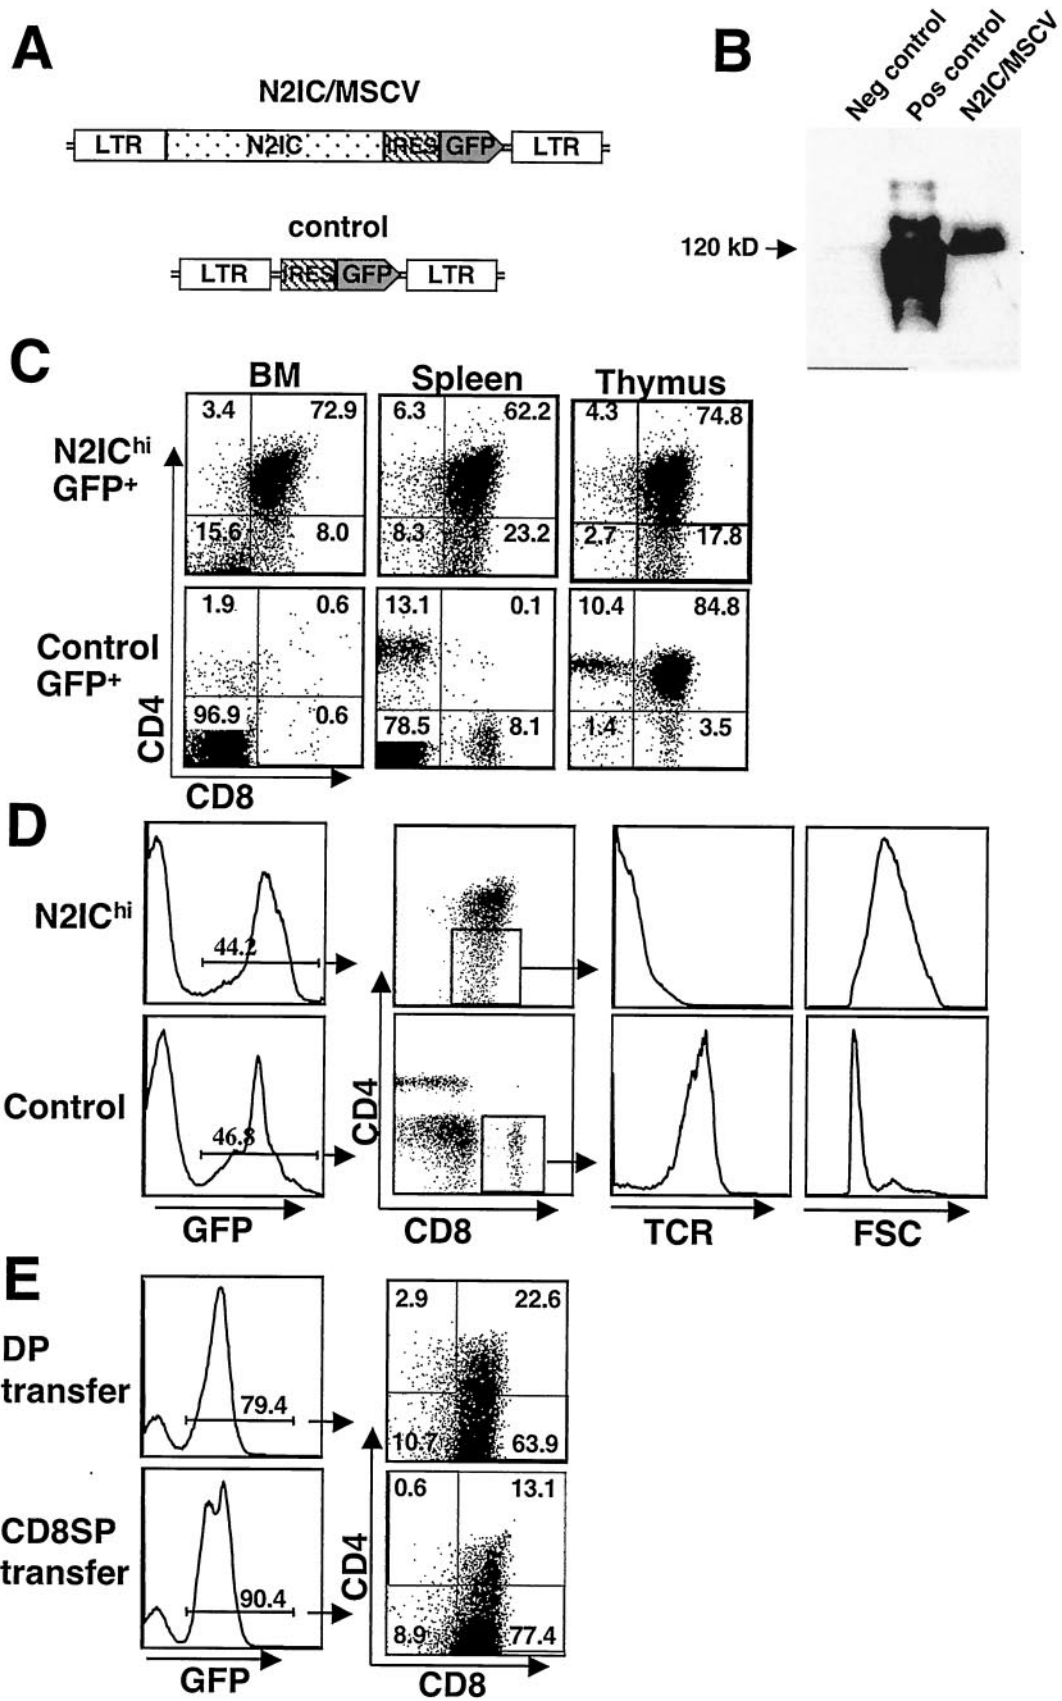 A
N2IC/MSCV
LTR N2IC IRES GFP LTR
control
LTR IRES GFP LTR
B
Neg control
Pos control
N2IC/MSCV
120 kD
C
BM Spleen Thymus
N2IChi
GFP+
3.4 72.9
15.6 8.0
6.3 62.2
8.3 23.2
4.3 74.8
2.7 17.8
Control
GFP+
1.9 0.6
96.9 0.6
13.1 0.1
78.5 8.1
10.4 84.8
1.4 3.5
CD4
CD8
D
N2IChi
44.2
Control
46.8
CD4
GFP
CD8
TCR
FSC
E
DP
transfer
79.4
2.9 22.6
10.7 63.9
CD8SP
transfer
90.4
0.6 13.1
8.9 77.4
CD4
GFP
CD8